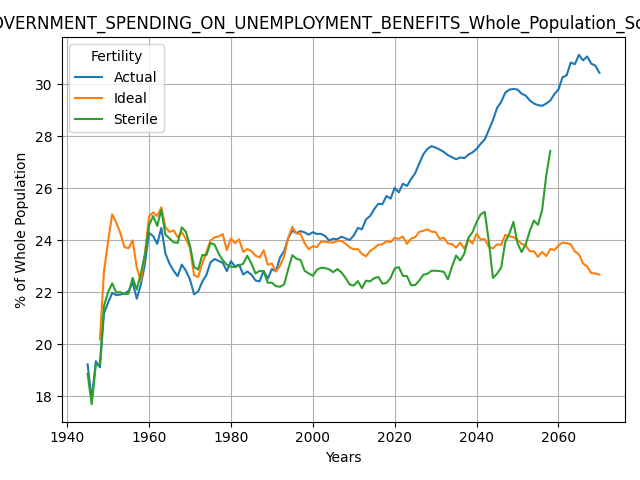 OVERNMENT_SPENDING_ON_UNEMPLOYMENT_BENEFITS_Whole_Population_So
Fertility
Actual
Ideal
Sterile
% of Whole Population
30
28
26
24
22
20
18
1940 1960 1980 2000 2020 2040 2060
Years